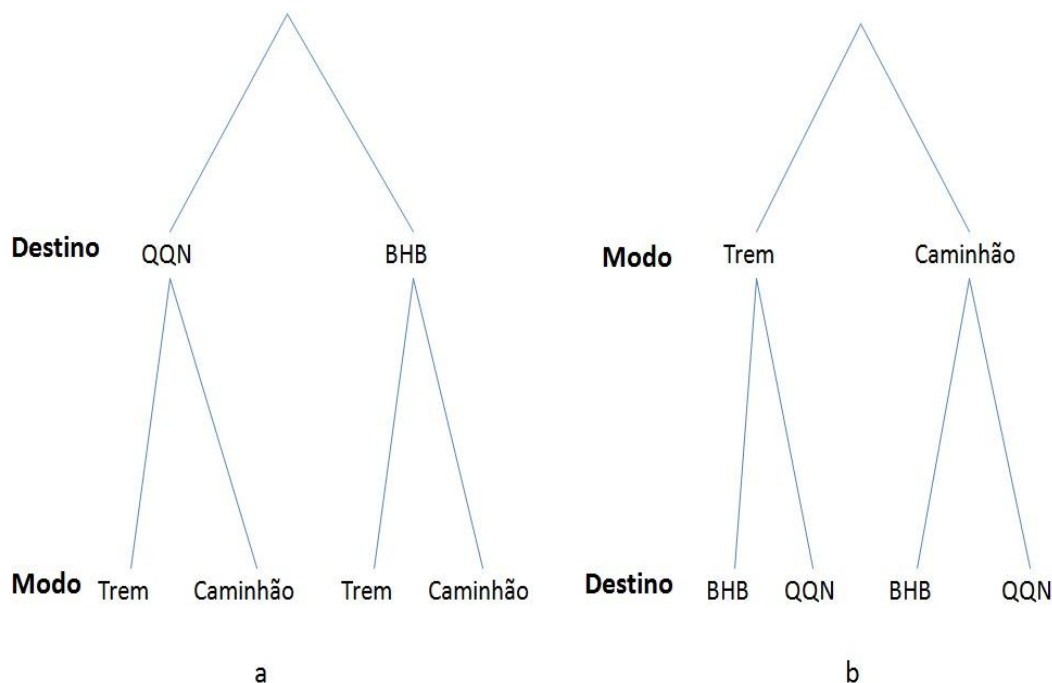 Destino QQN BHB
Modo Trem Caminhão Trem Caminhão
a
Modo Trem Caminhão
Destino BHB QQN BHB QQN
b